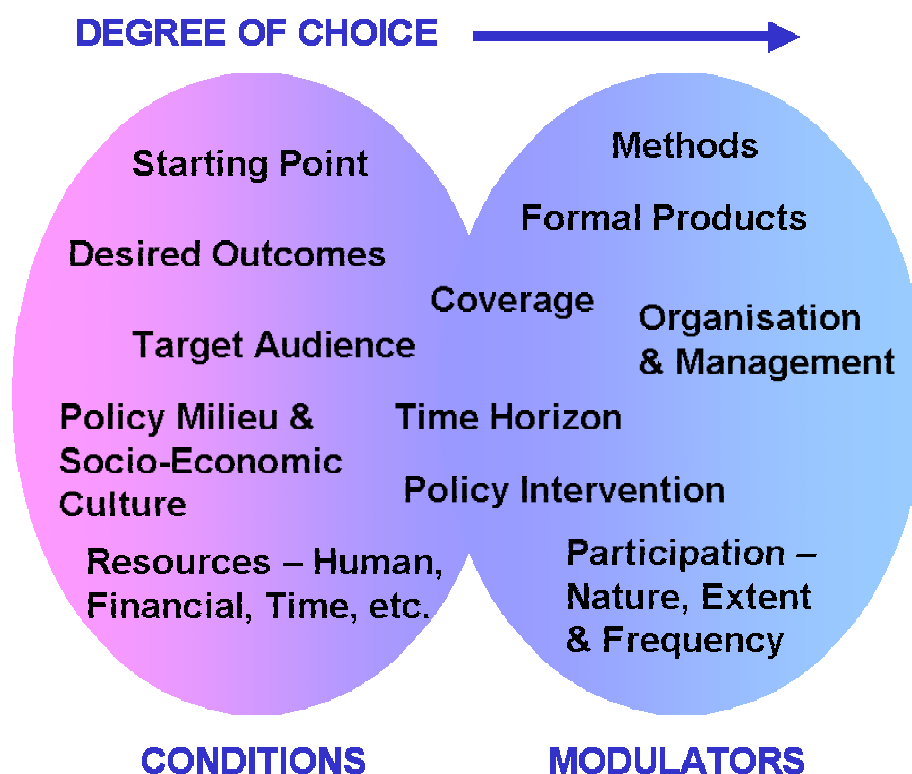 DEGREE OF CHOICE
Starting Point
Desired Outcomes
Target Audience
Policy Milieu &
Socio-Economic
Culture
Resources – Human,
Financial, Time, etc.
Coverage
Time Horizon
Policy Intervention
Methods
Formal Products
Organisation
& Management
Participation –
Nature, Extent
& Frequency
CONDITIONS
MODULATORS